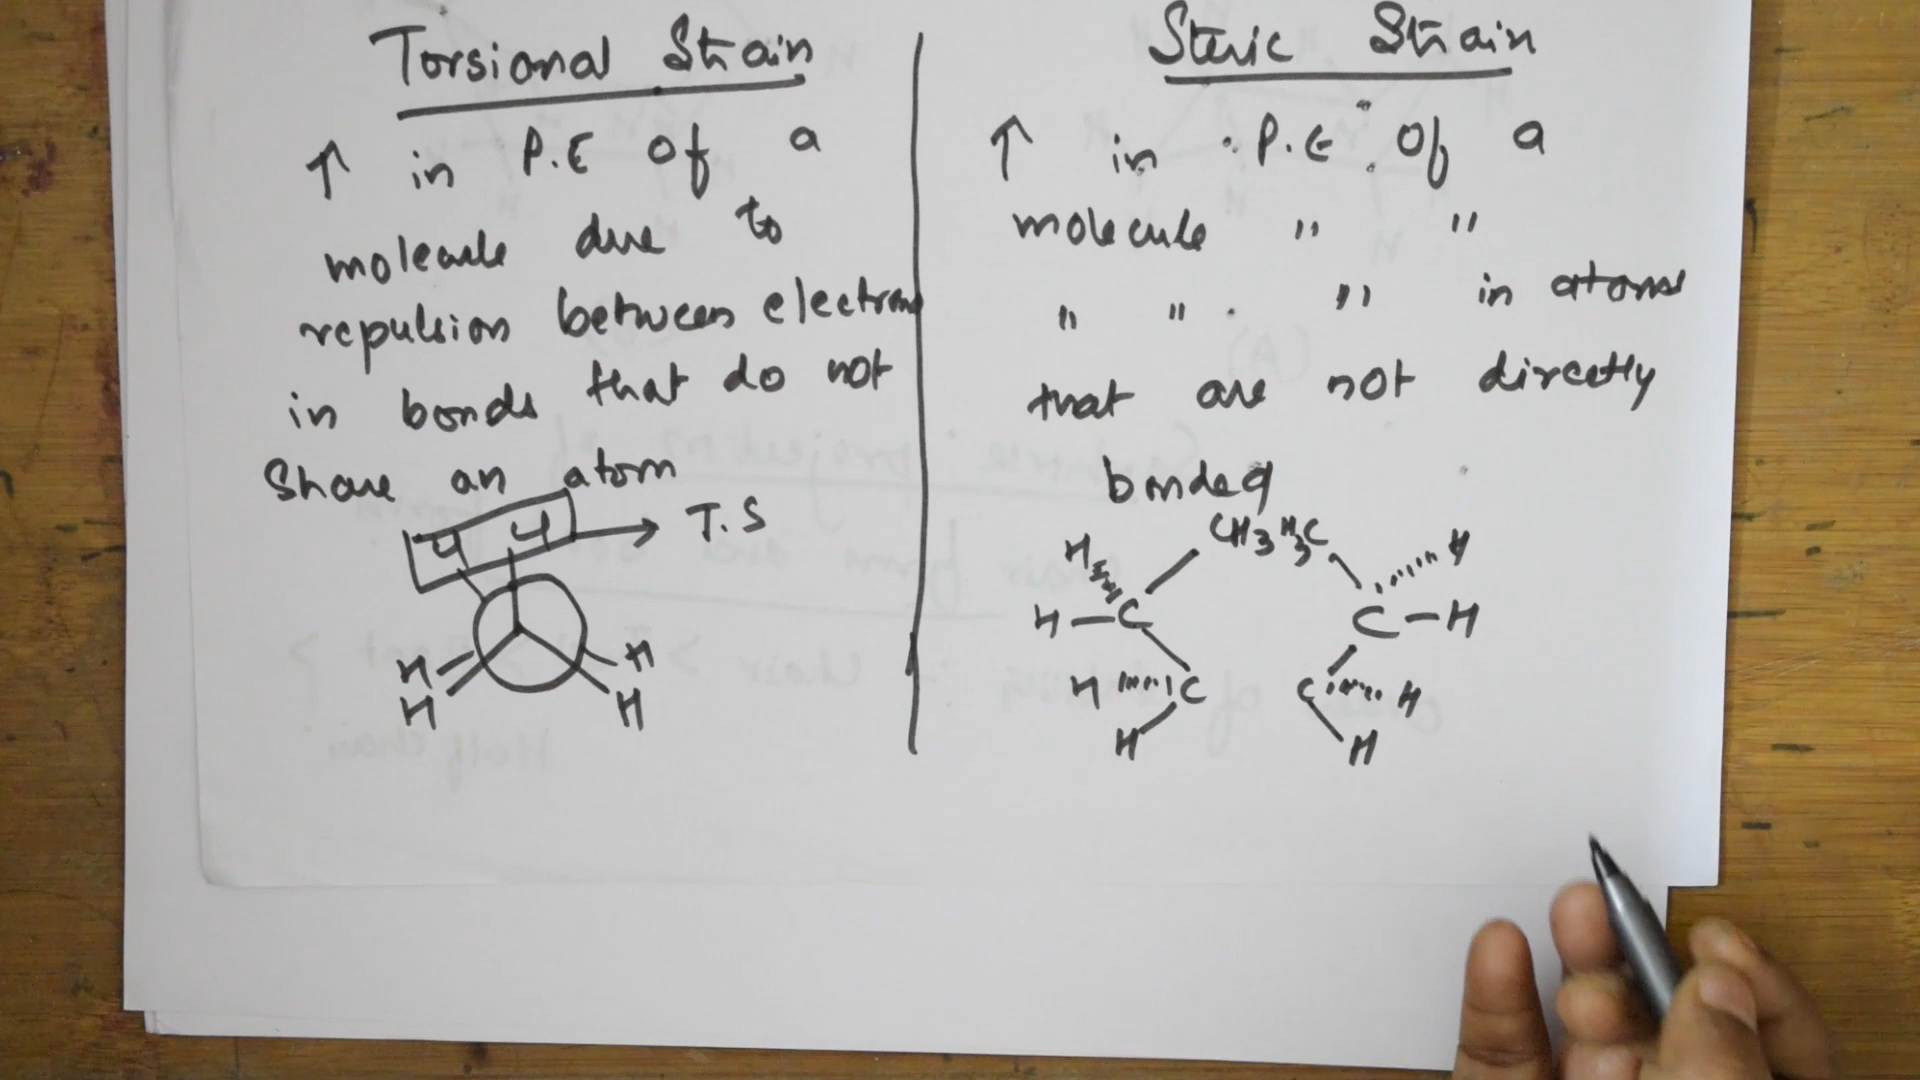 Torsional Strain
↑ in P.E of a
molecule due to
repulsion between electrons
in bonds that do not
Share an atom
H H → T.S
H H
H H
Steric Strain
↑ in P.E of a
molecule " "
" " " in atoms
that are not directly
bonded
H CH3 H3C H
H - C C - H
H C C H
H H